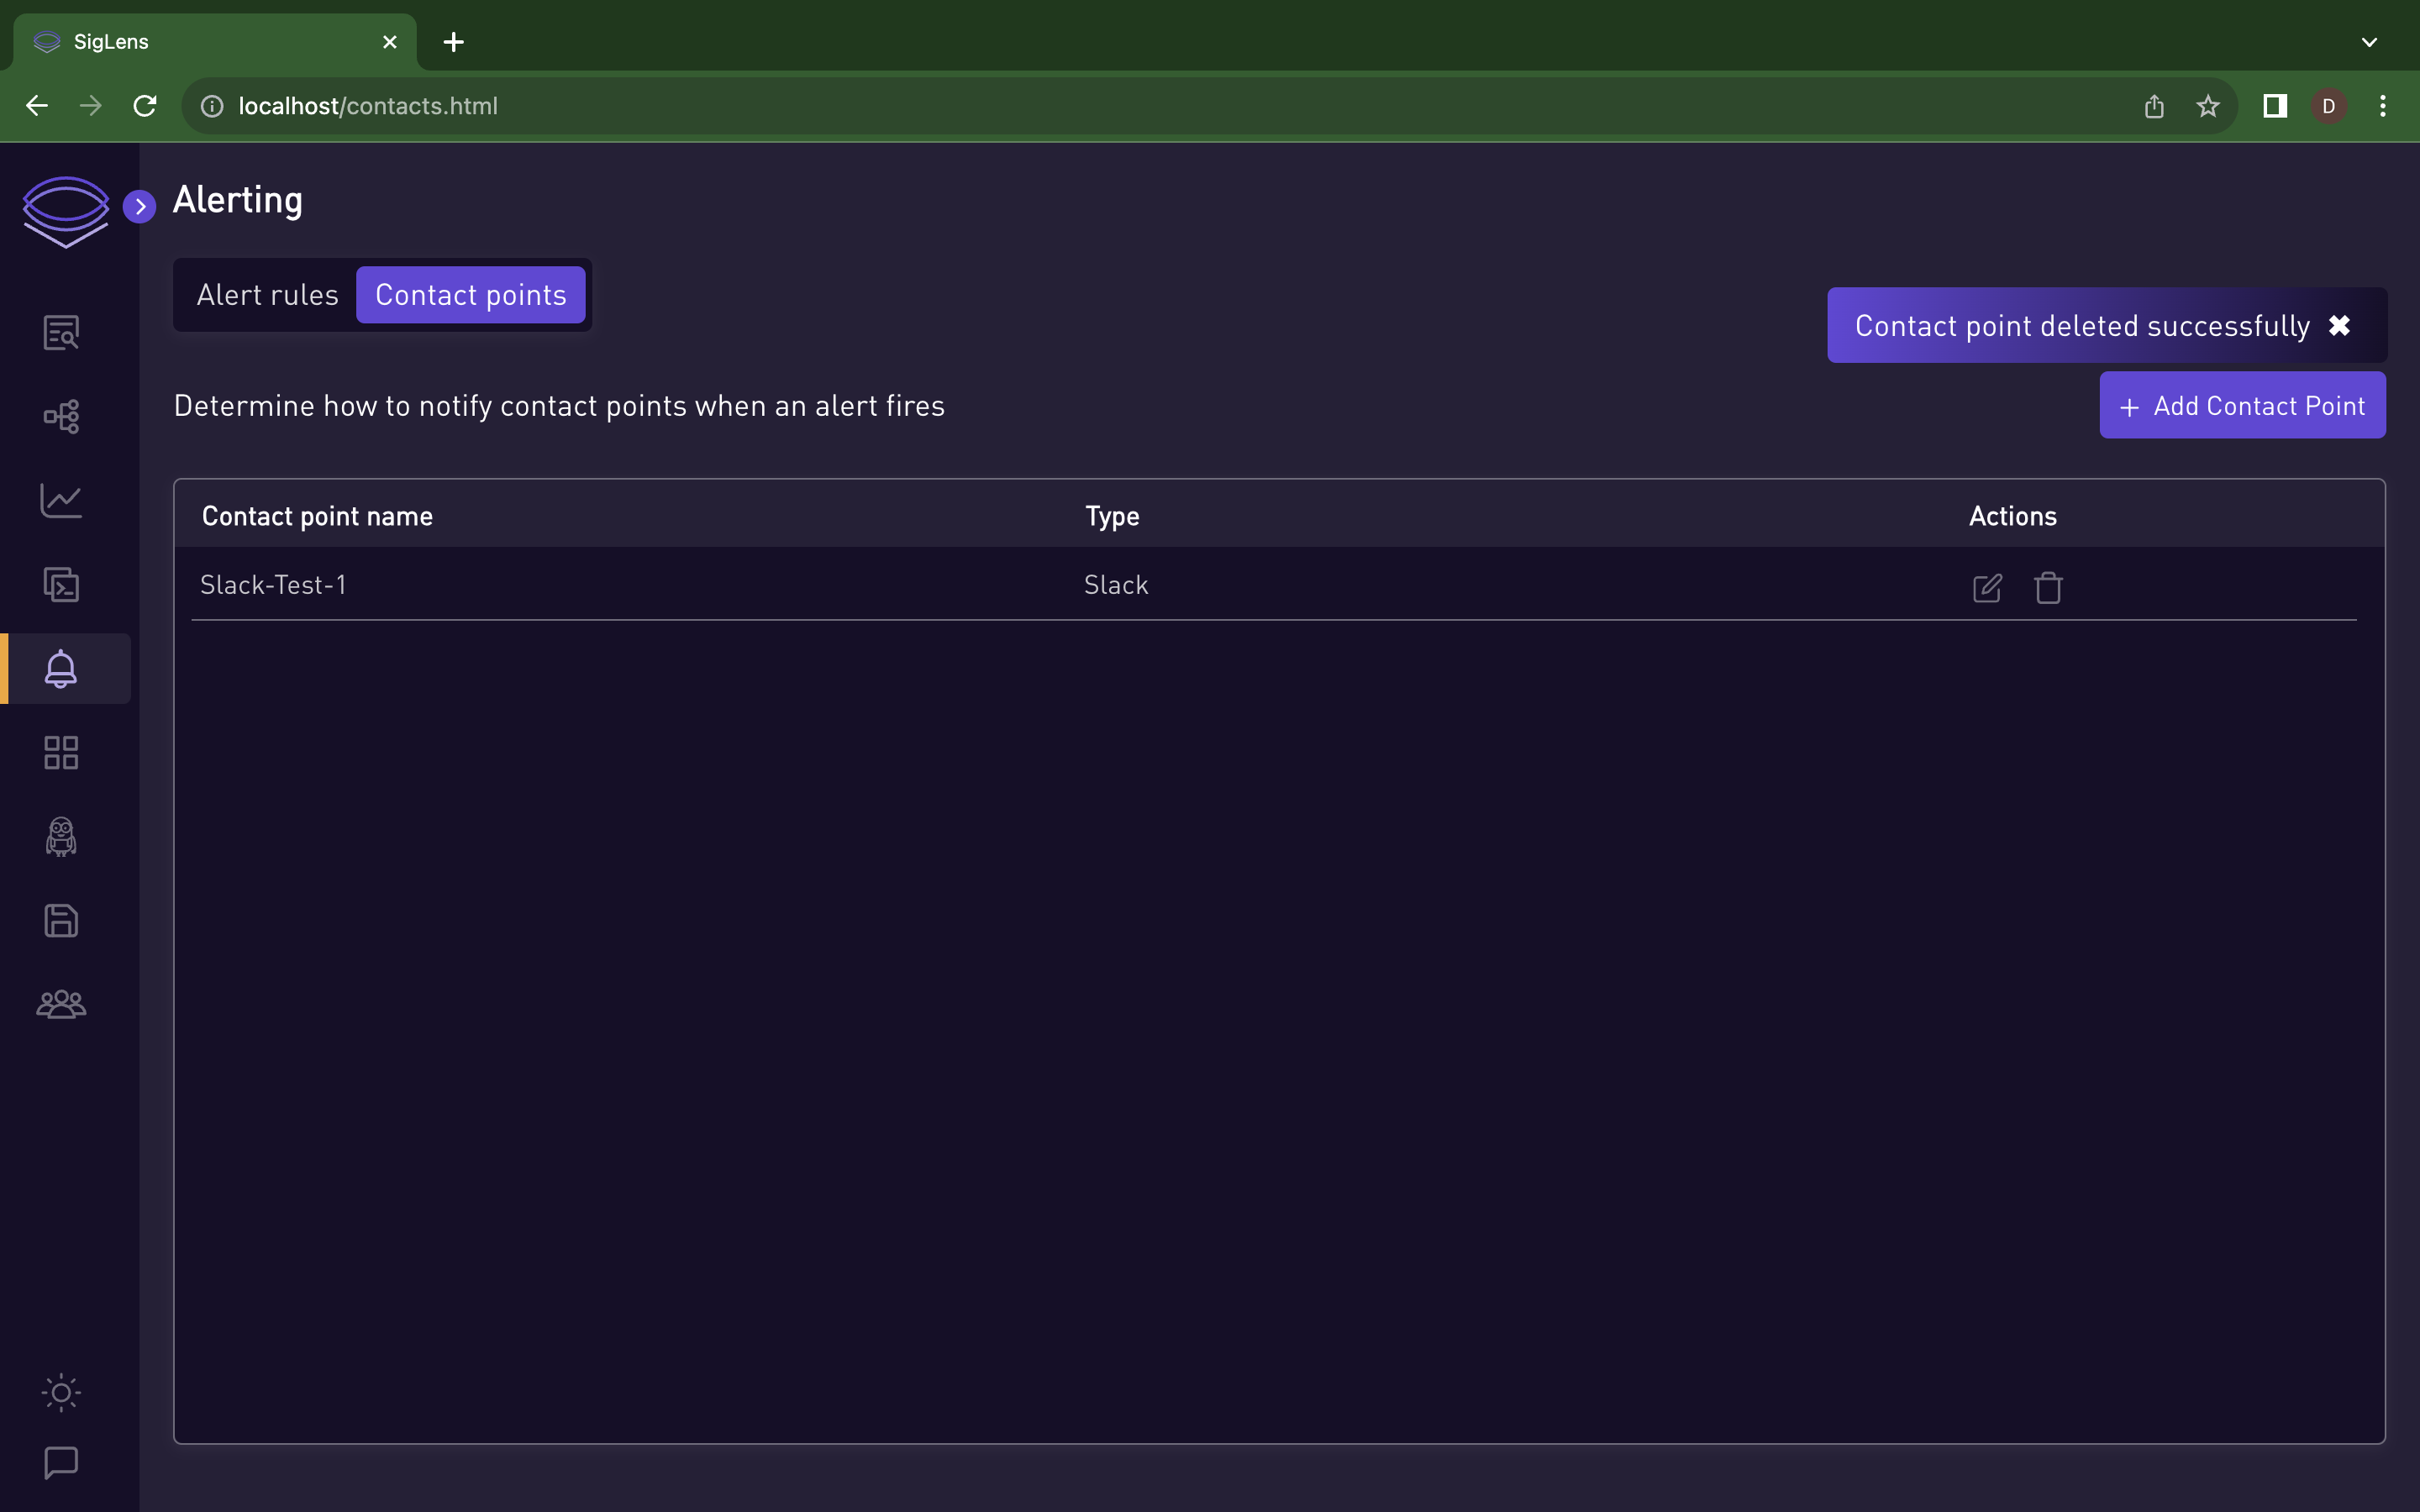 SigLens
localhost/contacts.html
D
Alerting
Alert rules Contact points
Contact point deleted successfully
Determine how to notify contact points when an alert fires
+ Add Contact Point
Contact point name Type Actions
Slack-Test-1 Slack